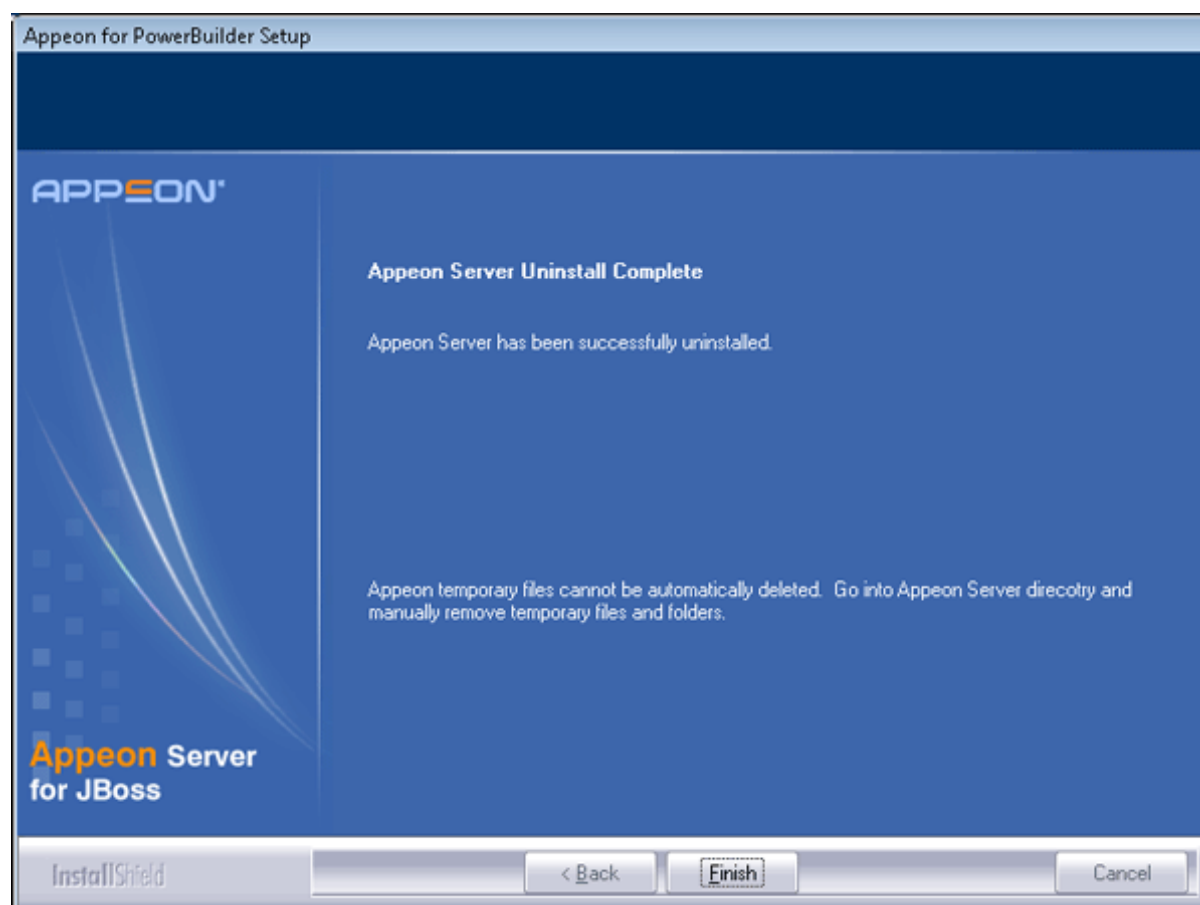 Appeon for PowerBuilder Setup
APPEON
Appeon Server Uninstall Complete
Appeon Server has been successfully uninstalled.
Appeon temporary files cannot be automatically deleted. Go into Appeon Server direcotry and
manually remove temporary files and folders.
Appeon Server
for JBoss
InstallShield
< Back
Finish
Cancel